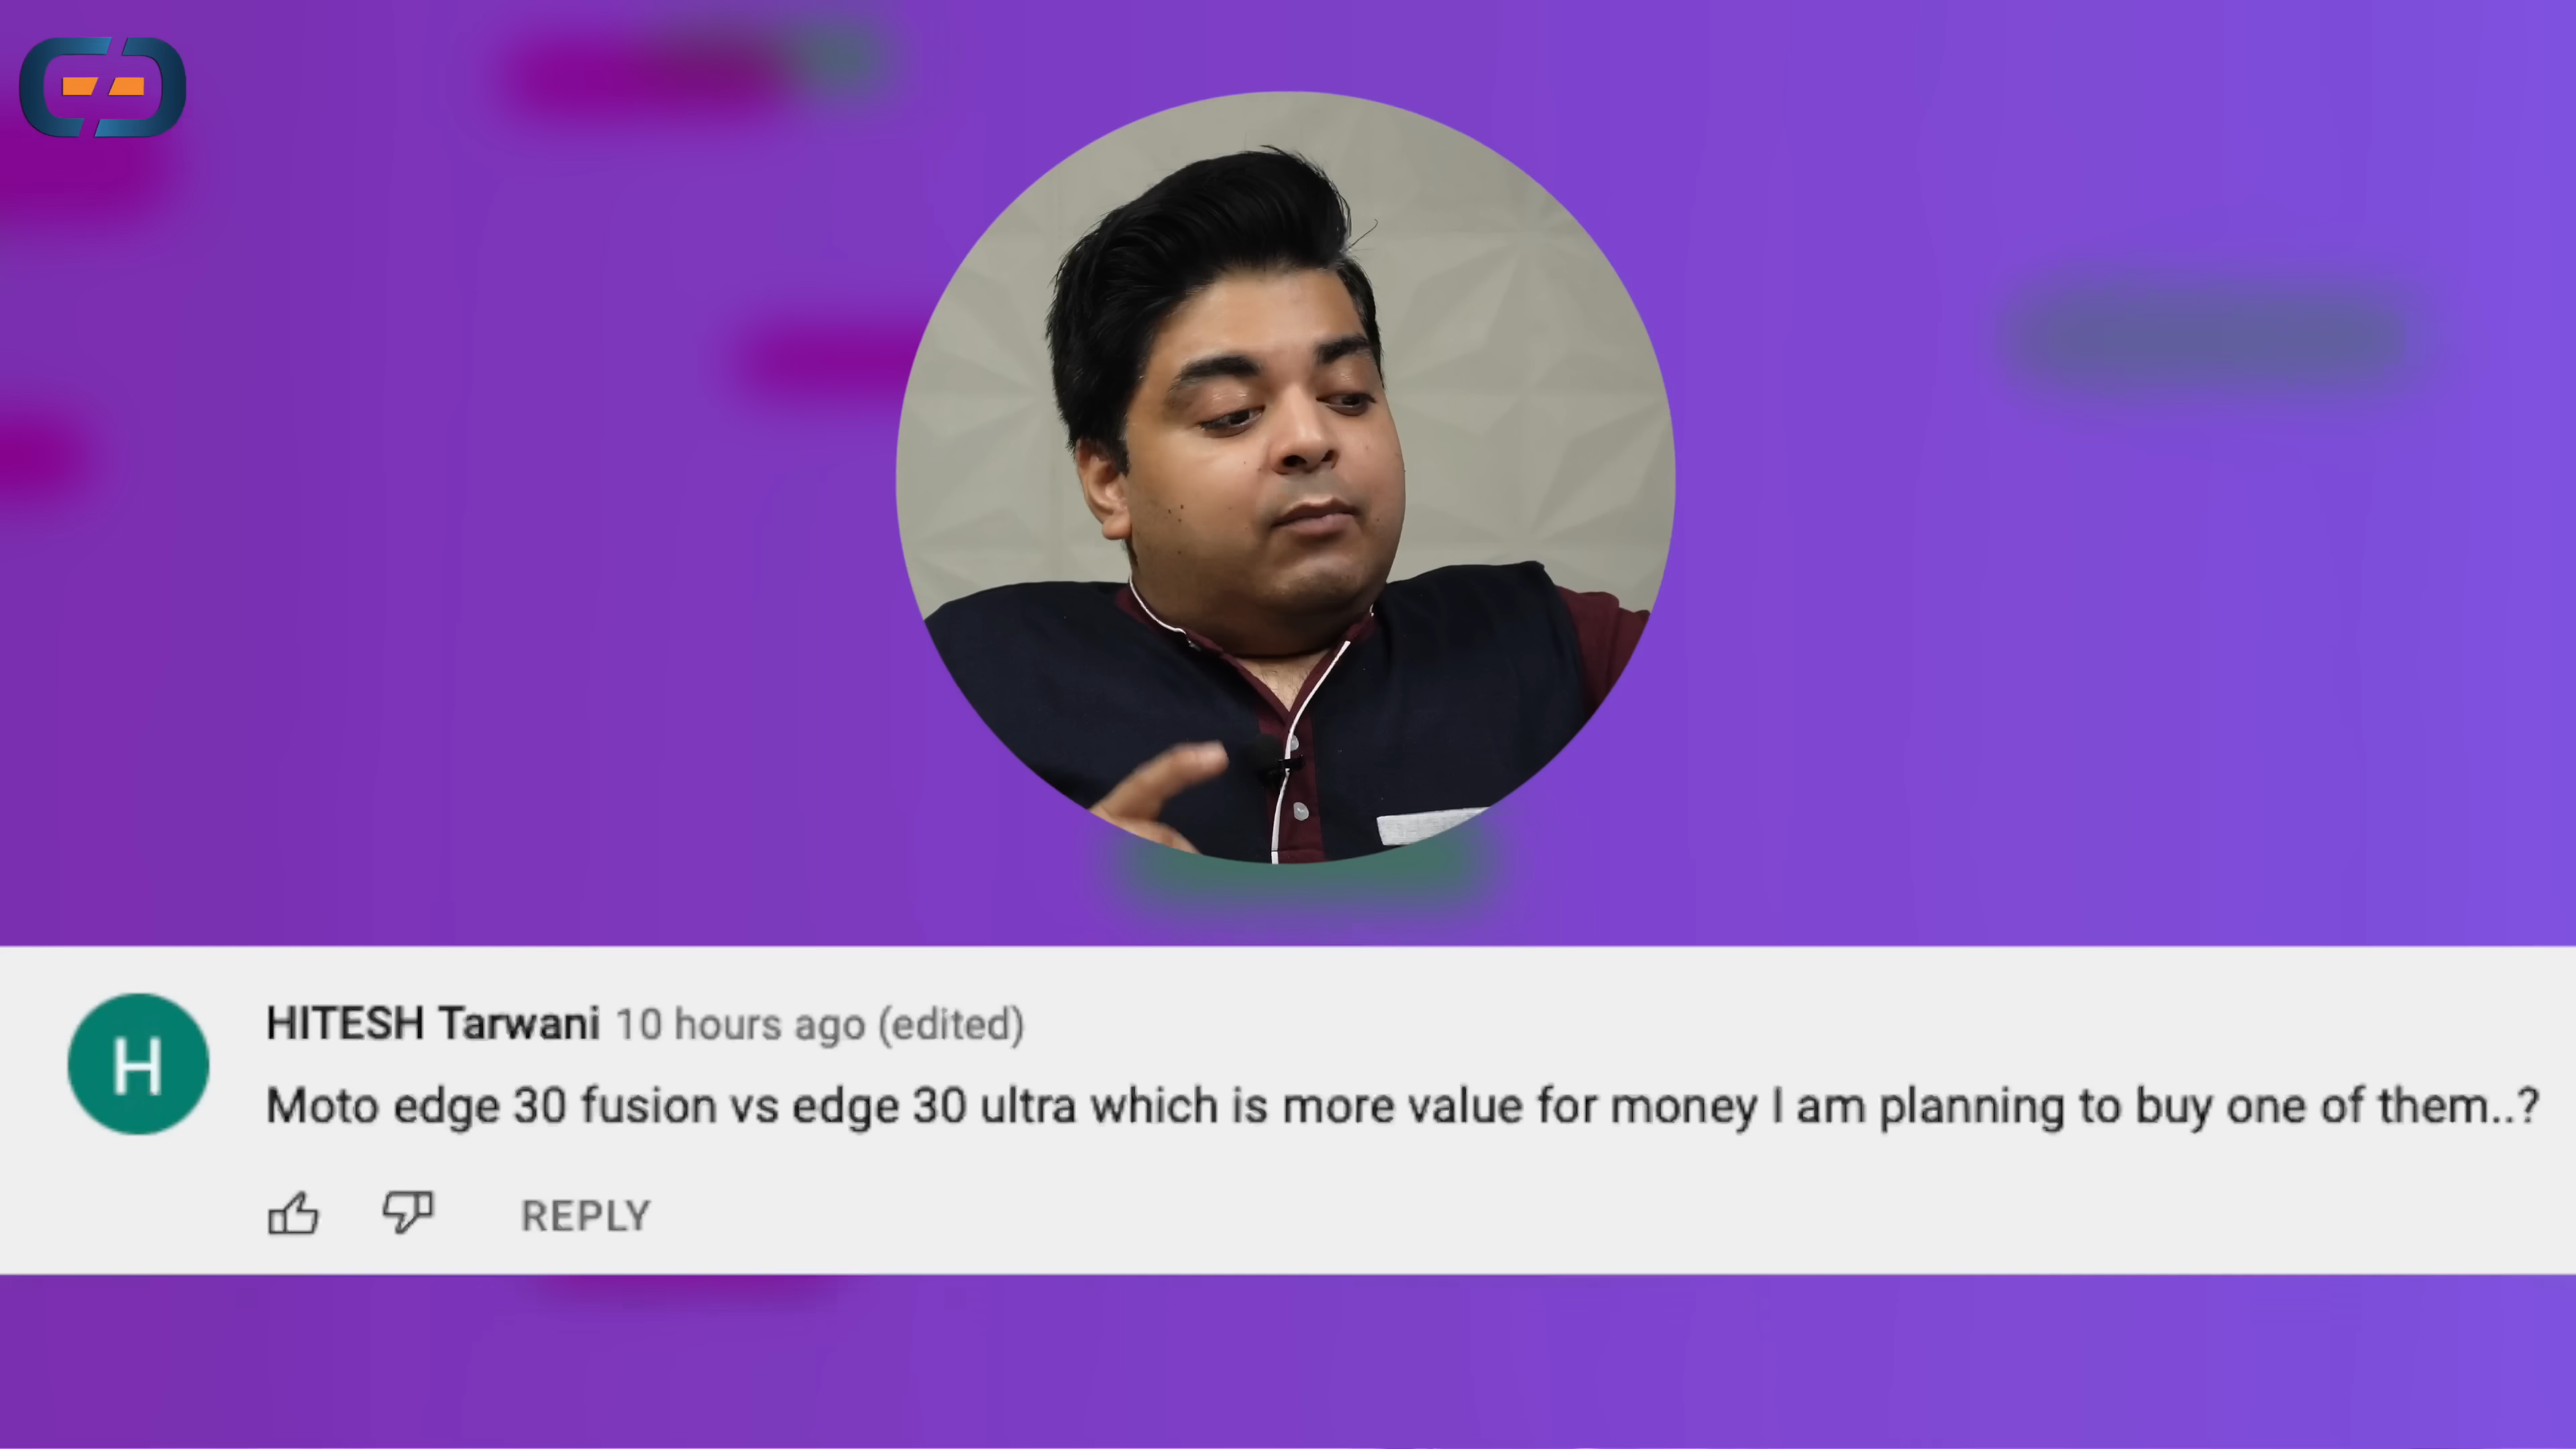 H
HITESH Tarwani 10 hours ago (edited)
Moto edge 30 fusion vs edge 30 ultra which is more value for money I am planning to buy one of them..?
REPLY